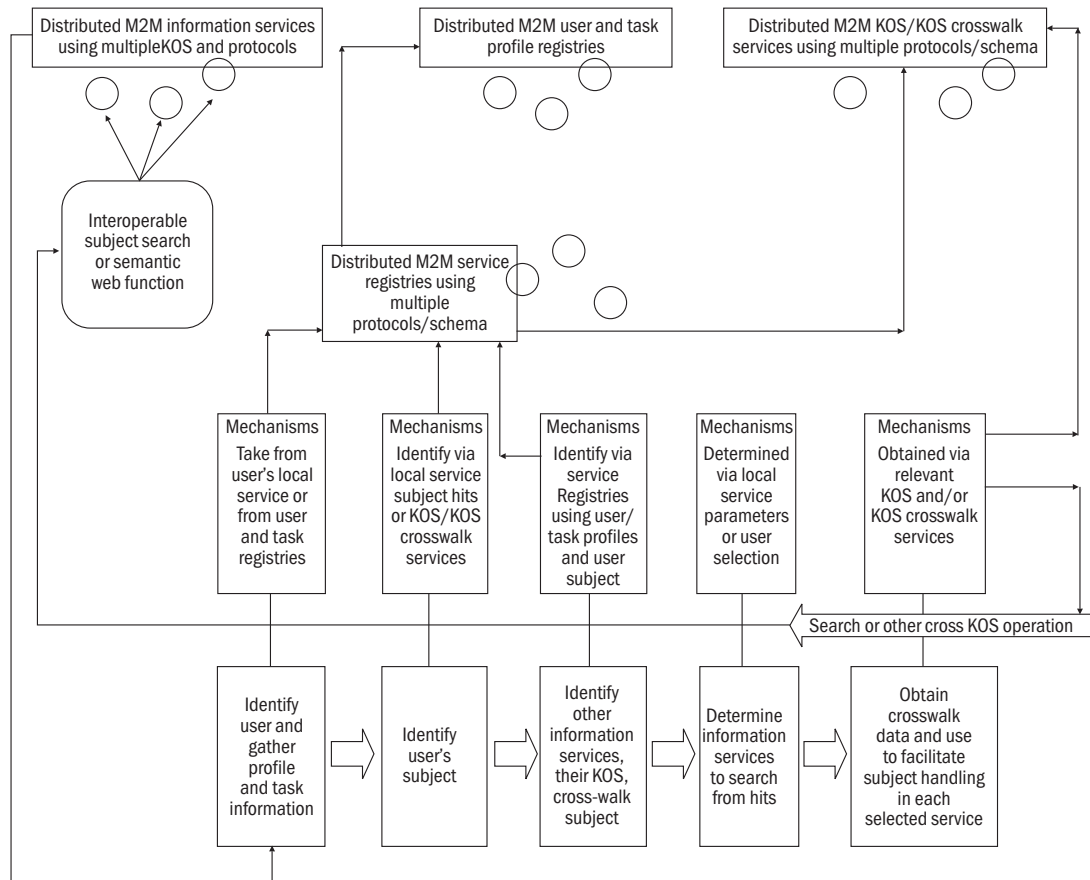 Distributed M2M information services
using multipleKOS and protocols
Distributed M2M user and task
profile registries
Distributed M2M KOS/KOS crosswalk
services using multiple protocols/schema
Interoperable
subject search
or semantic
web function
Distributed M2M service
registries using
multiple
protocols/schema
Mechanisms
Take from
user's local
service or
from user
and task
registries
Mechanisms
Identify via
local service
subject hits
or KOS/KOS
crosswalk
services
Mechanisms
Identify via
service
Registries
using user/
task profiles
and user
subject
Mechanisms
Determined
via local
service
parameters
or user
selection
Mechanisms
Obtained via
relevant
KOS and/or
KOS crosswalk
services
Search or other cross KOS operation
Identify
user and
gather
profile
and task
information
Identify
user's
subject
Identify
other
information
services,
their KOS,
cross-walk
subject
Determine
information
services
to search
from hits
Obtain
crosswalk
data and use
to facilitate
subject handling
in each
selected service